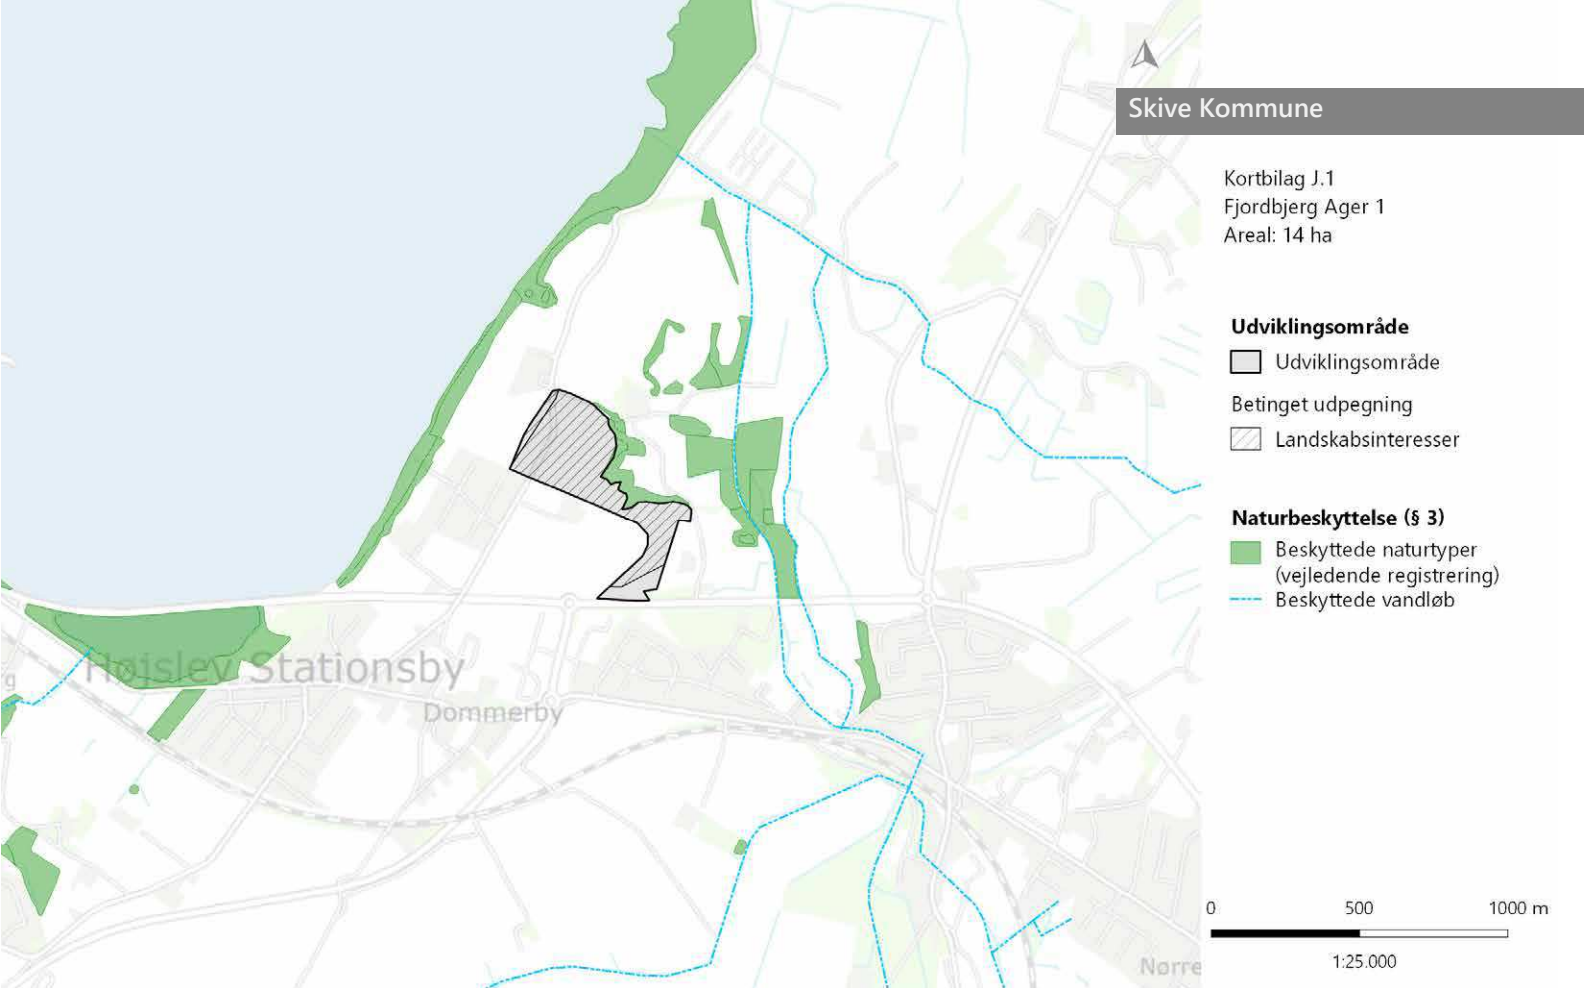 Skive Kommune
Kortbilag J.1
Fjordbjerg Ager 1
Areal: 14 ha
Udviklingsområde
Udviklingsområde
Betinget udpegning
Landskabsinteresser
Naturbeskyttelse (§ 3)
Beskyttede naturtyper
(vejledende registrering)
Beskyttede vandløb
Højslev Stationsby
g
Dommerby
Nørre
0 500 1000 m
1:25.000